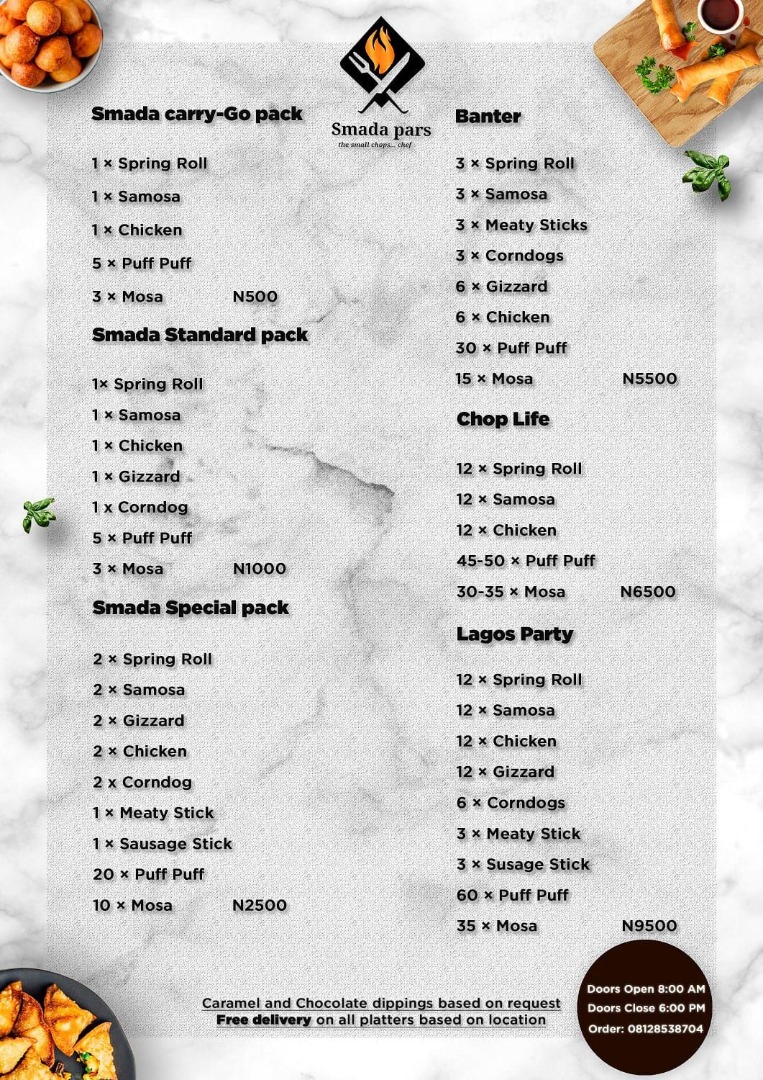 Smada pars
the small chops... chef
Smada carry-Go pack
1 × Spring Roll
1 × Samosa
1 × Chicken
5 × Puff Puff
3 × Mosa N500
Smada Standard pack
1× Spring Roll
1 × Samosa
1 × Chicken
1 × Gizzard
1 x Corndog
5 × Puff Puff
3 × Mosa N1000
Smada Special pack
2 × Spring Roll
2 × Samosa
2 × Gizzard
2 × Chicken
2 x Corndog
1 × Meaty Stick
1 × Sausage Stick
20 × Puff Puff
10 × Mosa N2500
Banter
3 × Spring Roll
3 × Samosa
3 × Meaty Sticks
3 × Corndogs
6 × Gizzard
6 × Chicken
30 × Puff Puff
15 × Mosa N5500
Chop Life
12 × Spring Roll
12 × Samosa
12 × Chicken
45-50 × Puff Puff
30-35 × Mosa N6500
Lagos Party
12 × Spring Roll
12 × Samosa
12 × Chicken
12 × Gizzard
6 × Corndogs
3 × Meaty Stick
3 × Susage Stick
60 × Puff Puff
35 × Mosa N9500
Caramel and Chocolate dippings based on request
Free delivery on all platters based on location
Doors Open 8:00 AM
Doors Close 6:00 PM
Order: 08128538704